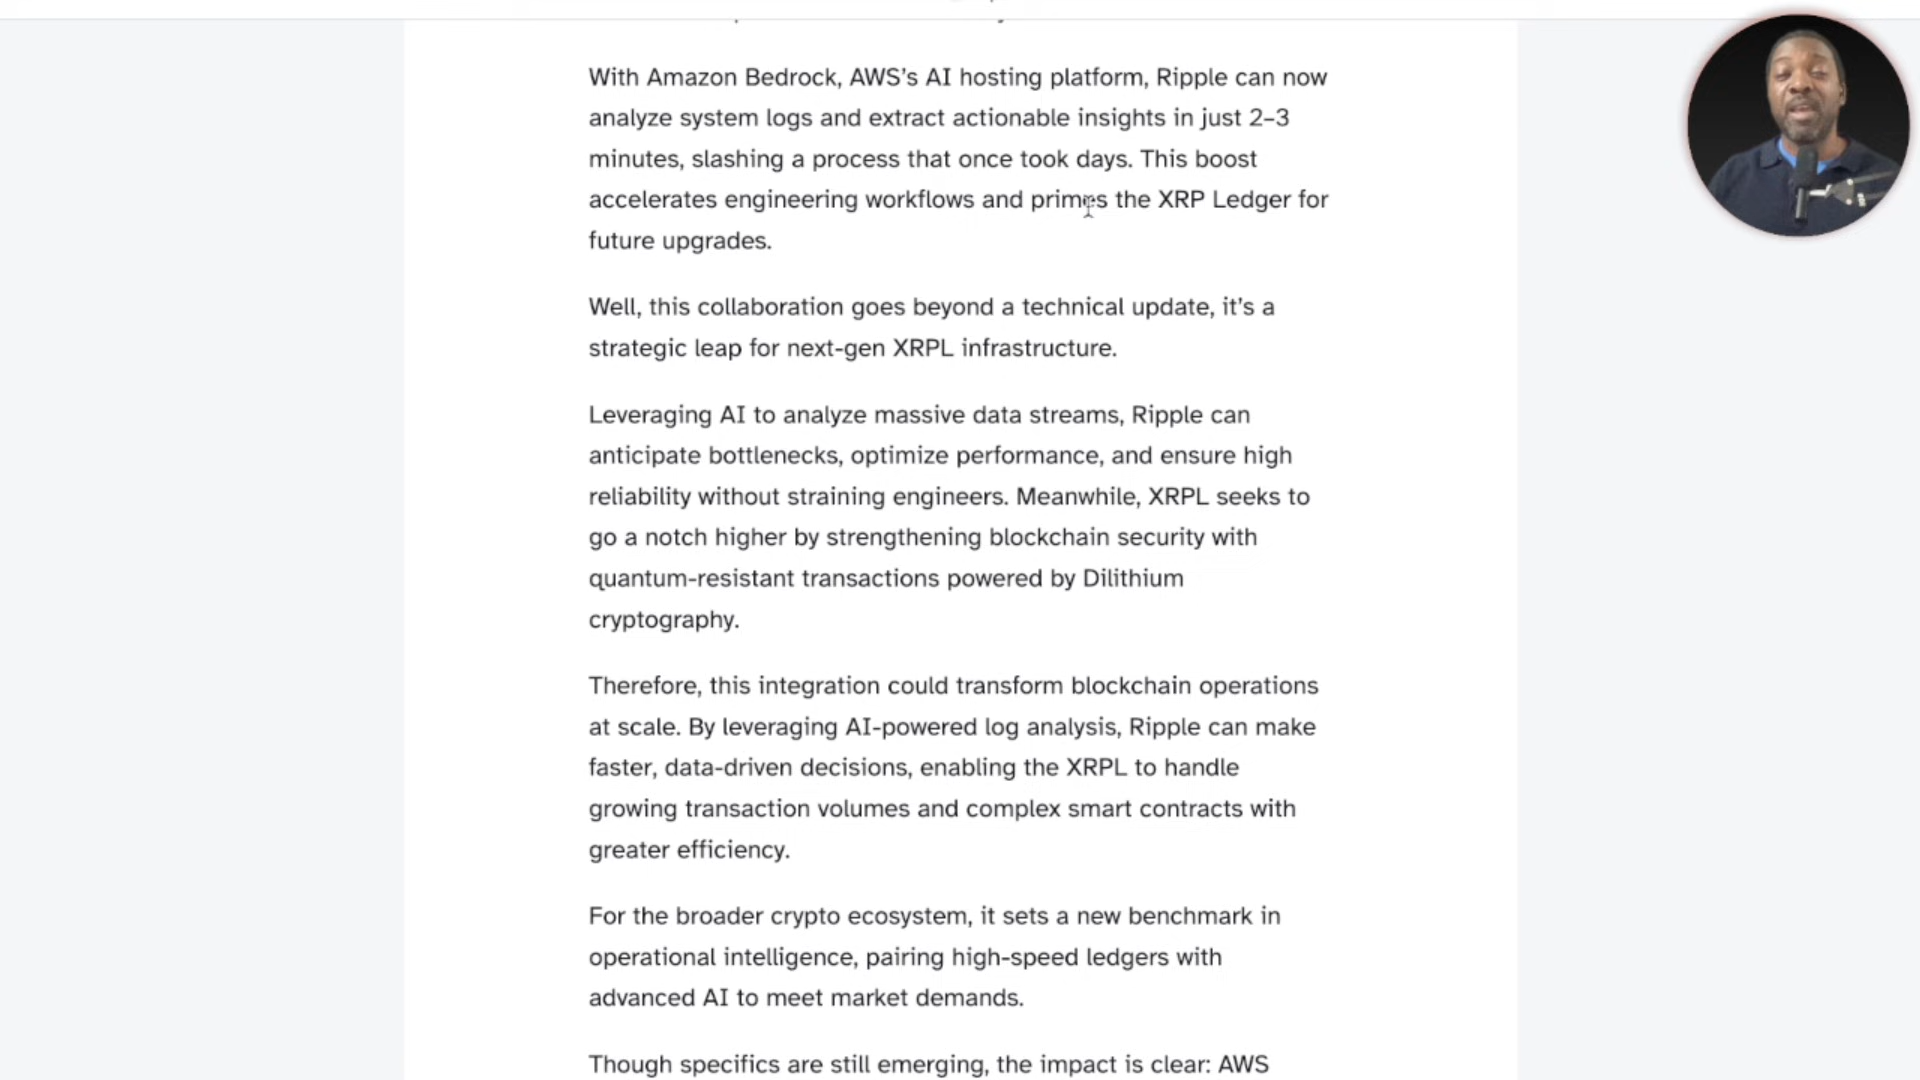 With Amazon Bedrock, AWS’s AI hosting platform, Ripple can now
analyze system logs and extract actionable insights in just 2–3
minutes, slashing a process that once took days. This boost
accelerates engineering workflows and primes the XRP Ledger for
future upgrades.
Well, this collaboration goes beyond a technical update, it’s a
strategic leap for next-gen XRPL infrastructure.
Leveraging AI to analyze massive data streams, Ripple can
anticipate bottlenecks, optimize performance, and ensure high
reliability without straining engineers. Meanwhile, XRPL seeks to
go a notch higher by strengthening blockchain security with
quantum-resistant transactions powered by Dilithium
cryptography.
Therefore, this integration could transform blockchain operations
at scale. By leveraging AI-powered log analysis, Ripple can make
faster, data-driven decisions, enabling the XRPL to handle
growing transaction volumes and complex smart contracts with
greater efficiency.
For the broader crypto ecosystem, it sets a new benchmark in
operational intelligence, pairing high-speed ledgers with
advanced AI to meet market demands.
Though specifics are still emerging, the impact is clear: AWS